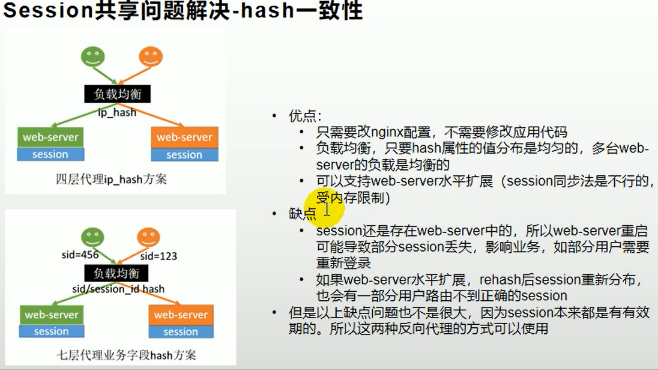 Session共享问题解决-hash一致性
负载均衡
ip_hash
web-server
web-server
session
session
四层代理ip_hash方案
sid=456
sid=123
负载均衡
sid/session_id hash
web-server
web-server
session
session
七层代理业务字段hash方案
• 优点：
• 只需要改nginx配置，不需要修改应用代码
• 负载均衡，只要hash属性的值分布是均匀的，多台web-
server的负载是均衡的
• 可以支持web-server水平扩展（session同步法是不行的，
受内存限制）
• 缺点
• session还是存在web-server中的，所以web-server重启
可能导致部分session丢失，影响业务，如部分用户需要
重新登录
• 如果web-server水平扩展，rehash后session重新分布，
也会有一部分用户路由不到正确的session
• 但是以上缺点问题也不是很大，因为session本来都是有有效
期的。所以这两种反向代理的方式可以使用